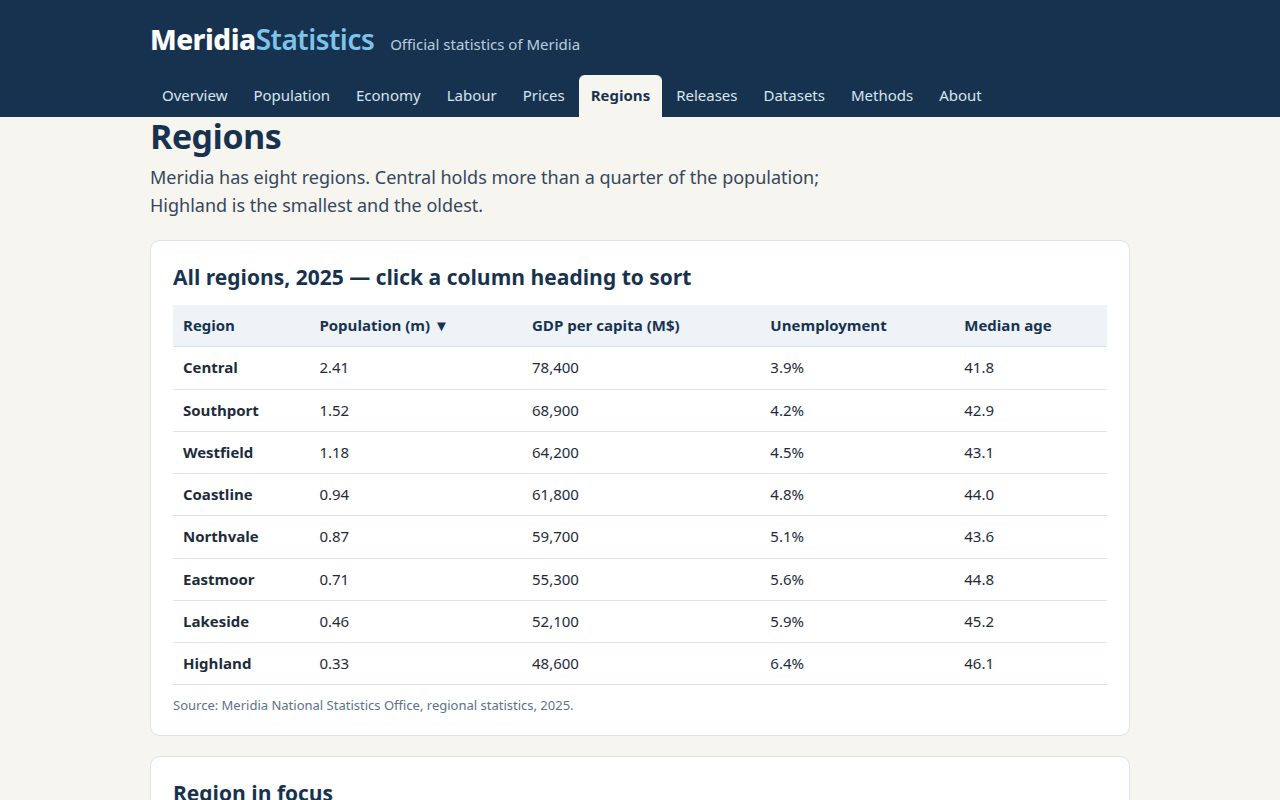 MeridiaStatistics Official statistics of Meridia
Overview Population Economy Labour Prices Regions Releases Datasets Methods About
Regions
Meridia has eight regions. Central holds more than a quarter of the population;
Highland is the smallest and the oldest.
All regions, 2025 — click a column heading to sort
Region Population (m) ▼ GDP per capita (M$) Unemployment Median age
Central 2.41 78,400 3.9% 41.8
Southport 1.52 68,900 4.2% 42.9
Westfield 1.18 64,200 4.5% 43.1
Coastline 0.94 61,800 4.8% 44.0
Northvale 0.87 59,700 5.1% 43.6
Eastmoor 0.71 55,300 5.6% 44.8
Lakeside 0.46 52,100 5.9% 45.2
Highland 0.33 48,600 6.4% 46.1
Source: Meridia National Statistics Office, regional statistics, 2025.
Region in focus